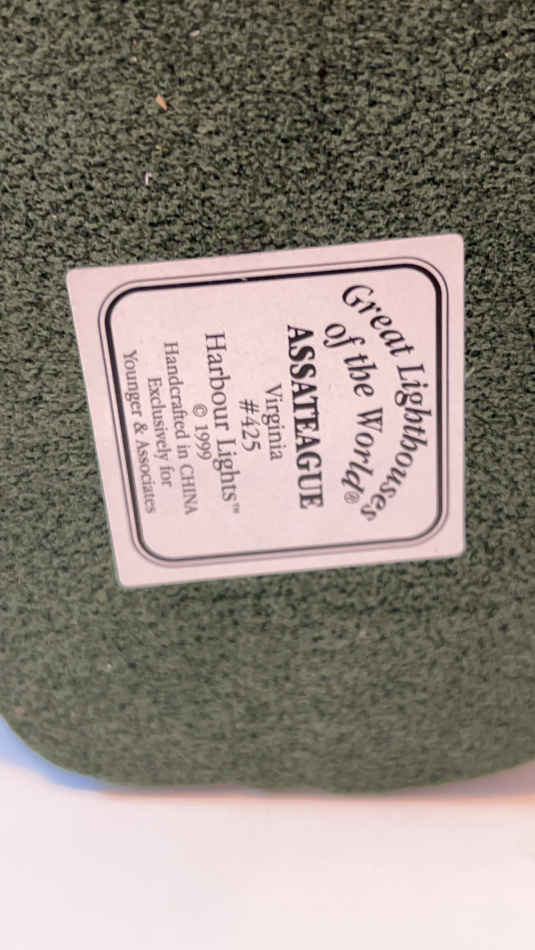 Great Lighthouses
of the World®
ASSATEAGUE
Virginia
#425
Harbour Lights™
© 1999
Handcrafted in CHINA
Exclusively for
Younger & Associates